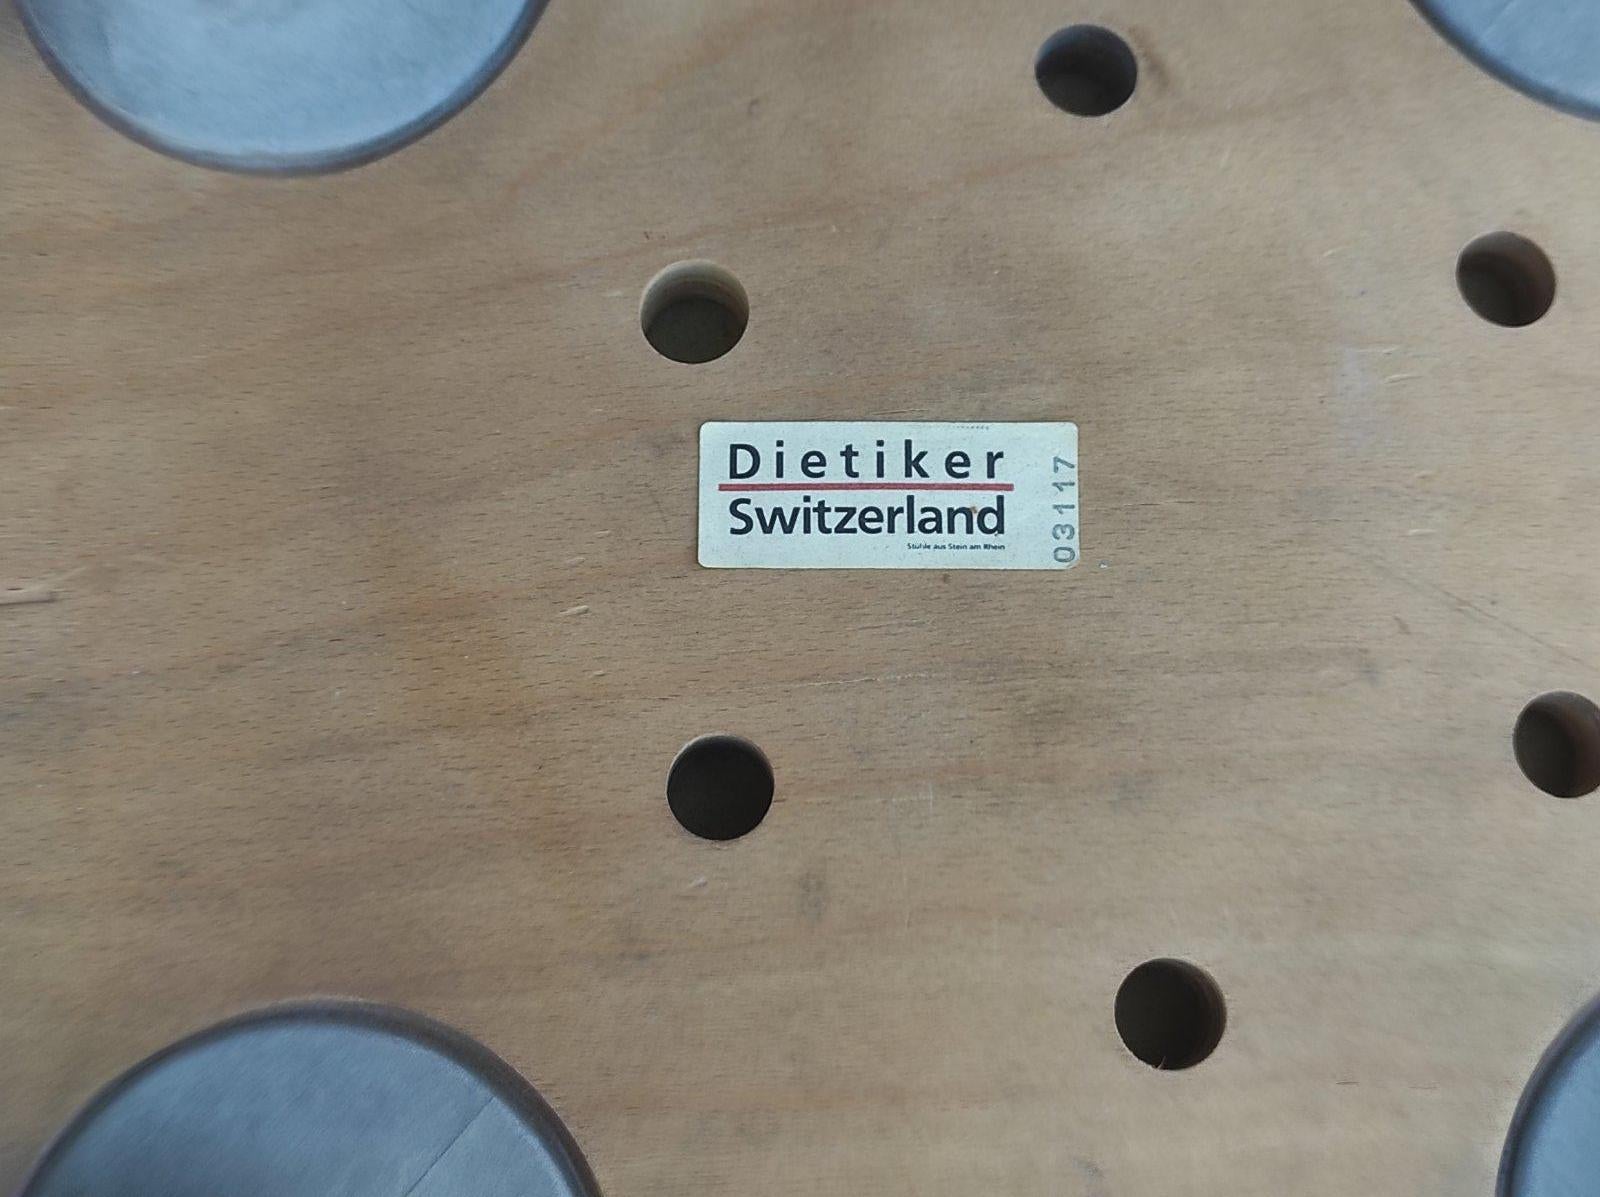 Dietiker
Switzerland
Stühle aus Stein am Rhein
03117